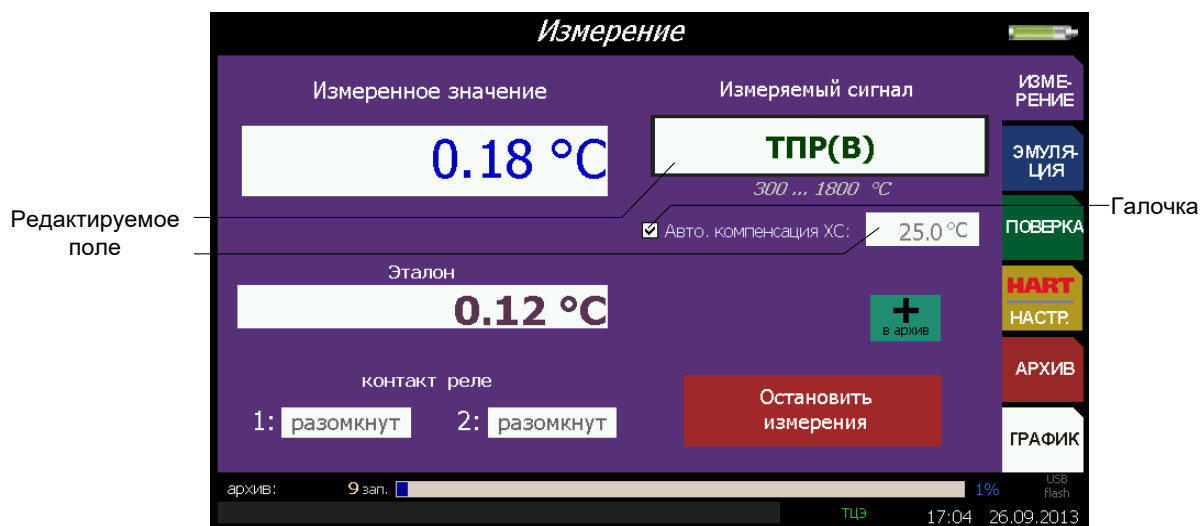 Измерение
Измеренное значение
Измеряемый сигнал
ИЗМЕ-
РЕНИЕ
0.18 °C
ТПР(В)
300 ... 1800 °C
ЭМУЛЯ-
ЦИЯ
Редактируемое
поле
Галочка
Авто. компенсация ХС:
25.0 °C
ПОВЕРКА
Эталон
0.12 °C
+
в архив
HART
НАСТР.
контакт реле
1: разомкнут
2: разомкнут
Остановить
измерения
АРХИВ
ГРАФИК
архив:
9 зап.
1%
USB
flash
ТЦЭ
17:04
26.09.2013